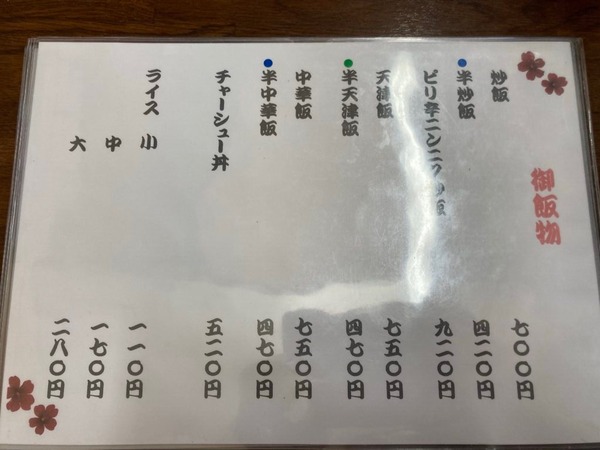 御飯物
炒飯 七〇〇円
半炒飯 四二〇円
ピリ辛ニンニク炒飯 九二〇円
天津飯 七五〇円
半天津飯 四七〇円
中華飯 七五〇円
半中華飯 四七〇円
チャーシュー丼 五二〇円
ライス 小 一一〇円
中 一七〇円
大 二八〇円